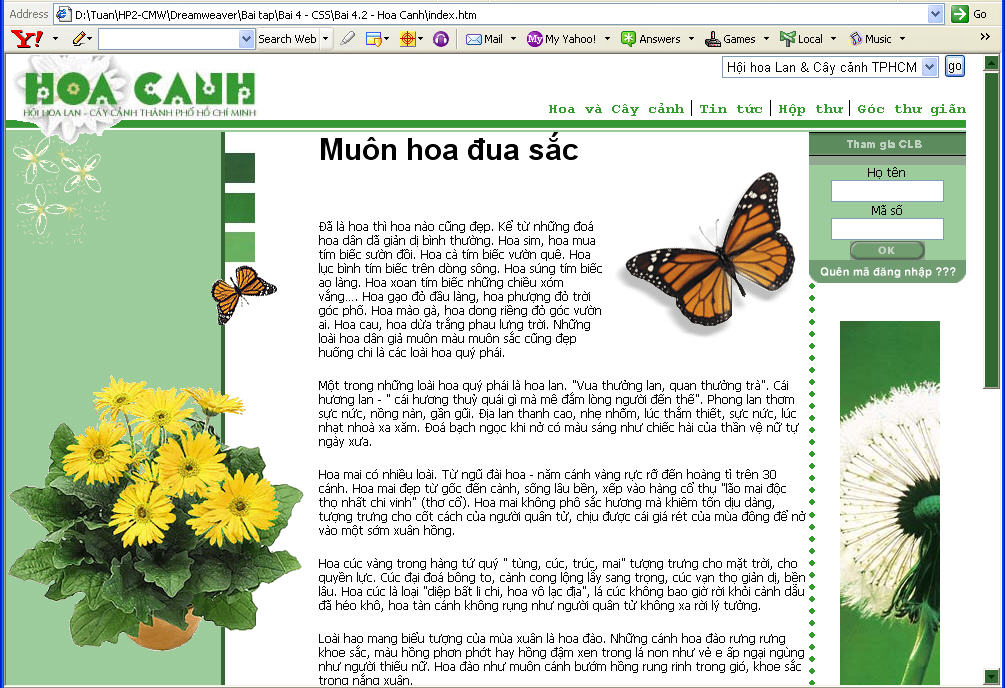 Address D:\Tuan\HP2-CMW\Dreamweaver\Bai tap\Bai 4 - CSS\Bai 4.2 - Hoa Canh\index.htm Go
Y! Search Web Mail My Yahoo! Answers Games Local Music »
HOA CANH
HỘI HOA LAN - CÂY CẢNH THÀNH PHỐ HỒ CHÍ MINH
Hội hoa Lan & Cây cảnh TPHCM go
Hoa và Cây cảnh | Tin tức | Hộp thư | Góc thư giãn
Muôn hoa đua sắc
Đã là hoa thì hoa nào cũng đẹp. Kể từ những đoá
hoa dân dã giản dị bình thường. Hoa sim, hoa mua
tím biếc sườn đồi. Hoa cà tím biếc vườn quê. Hoa
lục bình tím biếc trên dòng sông. Hoa súng tím biếc
ao làng. Hoa xoan tím biếc những chiều xóm
vắng.... Hoa gạo đỏ đầu làng, hoa phượng đỏ trời
góc phố. Hoa mào gà, hoa dong riềng đỏ góc vườn
ai. Hoa cau, hoa dừa trắng phau lưng trời. Những
loài hoa dân giả muôn màu muôn sắc cũng đẹp
huống chi là các loài hoa quý phái.
Một trong những loài hoa quý phái là hoa lan. "Vua thưởng lan, quan thưởng trà". Cái
hương lan - " cái hương thuỷ quái gì mà mê đắm lòng người đến thế". Phong lan thơm
sực nức, nồng nàn, gần gũi. Địa lan thanh cao, nhẹ nhõm, lúc thắm thiết, sực nức, lúc
nhạt nhoà xa xăm. Đoá bạch ngọc khi nở có màu sáng như chiếc hài của thần vệ nữ tự
ngày xưa.
Hoa mai có nhiều loài. Từ ngũ đài hoa - năm cánh vàng rực rỡ đến hoàng tỉ trên 30
cánh. Hoa mai đẹp từ gốc đến cành, sống lâu bền, xếp vào hàng cổ thụ "lão mai độc
thọ nhất chi vinh" (thơ cổ). Hoa mai không phô sắc hương mà khiêm tốn dịu dàng,
tượng trưng cho cốt cách của người quân tử, chịu được cái giá rét của mùa đông để nở
vào một sớm xuân hồng.
Hoa cúc vàng trong hàng tứ quý " tùng, cúc, trúc, mai" tượng trưng cho mặt trời, cho
quyền lực. Cúc đại đoá bông to, cành cong lộng lẫy sang trọng, cúc vạn thọ giản dị, bền
lâu. Hoa cúc là loại "diệp bất li chi, hoa vô lạc địa", lá cúc không bao giờ rời khỏi cành dẫu
đã héo khô, hoa tàn cánh không rụng như người quân tử không xa rời lý tưởng.
Loài hao mang biểu tượng của mùa xuân là hoa đào. Những cánh hoa đào rưng rưng
khoe sắc, màu hồng phơn phớt hay hồng đậm xen trong lá non như vẻ e ấp ngại ngùng
như người thiếu nữ. Hoa đào như muôn cánh bướm hồng rung rinh trong gió, khoe sắc
trong nắng xuân.
Tham gia CLB
Họ tên
Mã số
OK
Quên mã đăng nhập ???